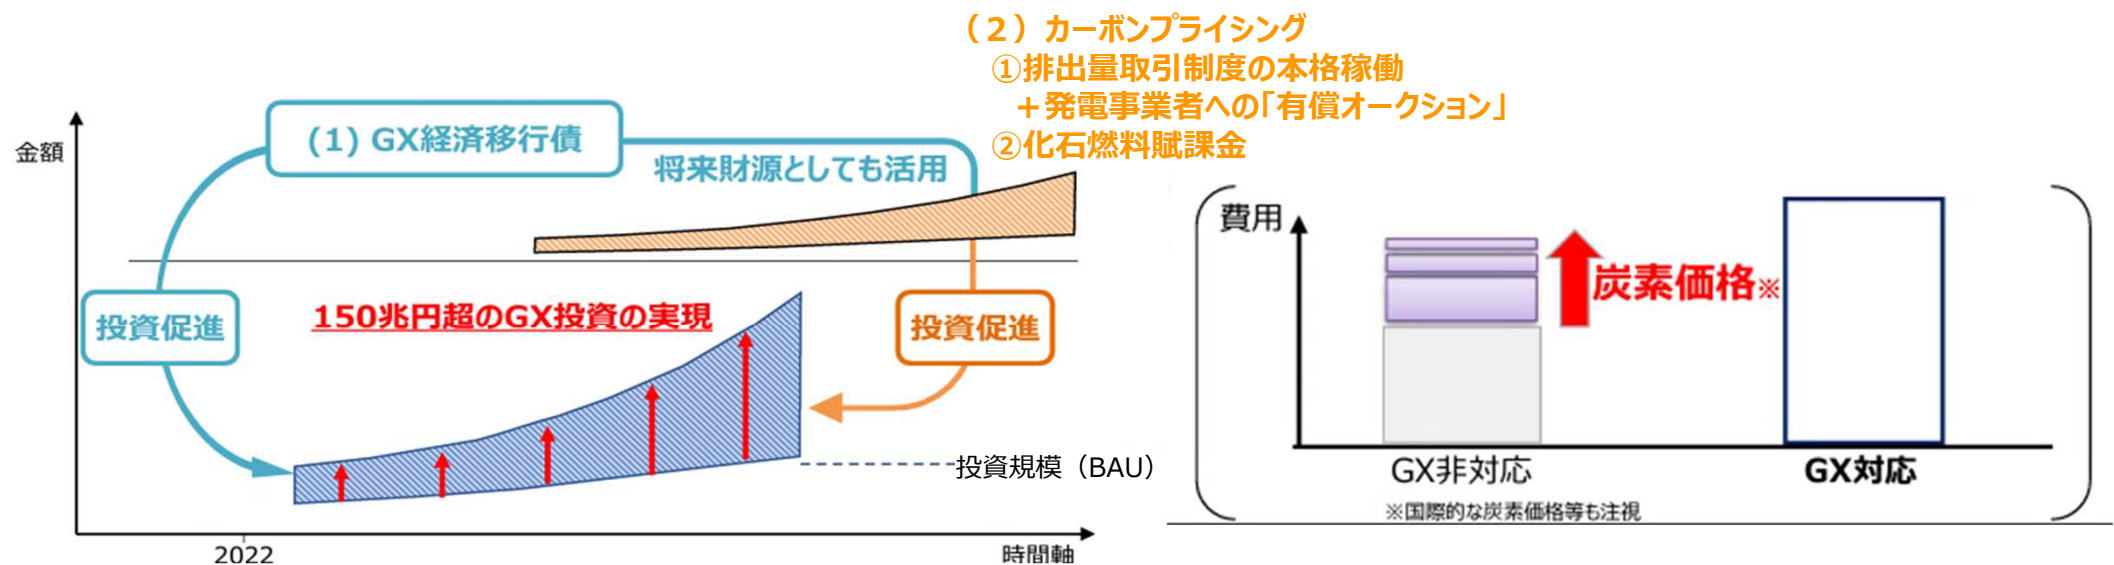 （２）カーボンプライシング
①排出量取引制度の本格稼働
＋発電事業者への「有償オークション」
②化石燃料賦課金
金額
(1) GX経済移行債
将来財源としても活用
投資促進
150兆円超のGX投資の実現
投資促進
投資規模（BAU）
2022
時間軸
費用
炭素価格※
GX非対応
GX対応
※国際的な炭素価格等も注視